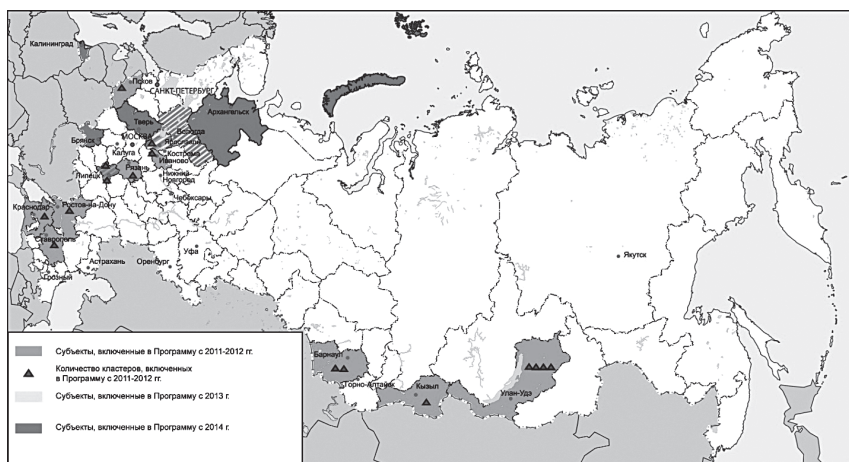 Калининград
Псков
САНКТ-ПЕТЕРБУРГ
Архангельск
Тверь
Вологда
Брянск
МОСКВА
Ярославль
Калуга
Кострома
Иваново
Рязань
Липецк
Нижний
Новгород
Чебоксары
Краснодар
Ростов-на-Дону
Ставрополь
Уфа
Якутск
Астрахань
Оренбург
Грозный
Барнаул
Горно-Алтайск
Кызыл
Улан-Удэ
Субъекты, включенные в Программу с 2011-2012 гг.
Количество кластеров, включенных
в Программу с 2011-2012 гг.
Субъекты, включенные в Программу с 2013 г.
Субъекты, включенные в Программу с 2014 г.